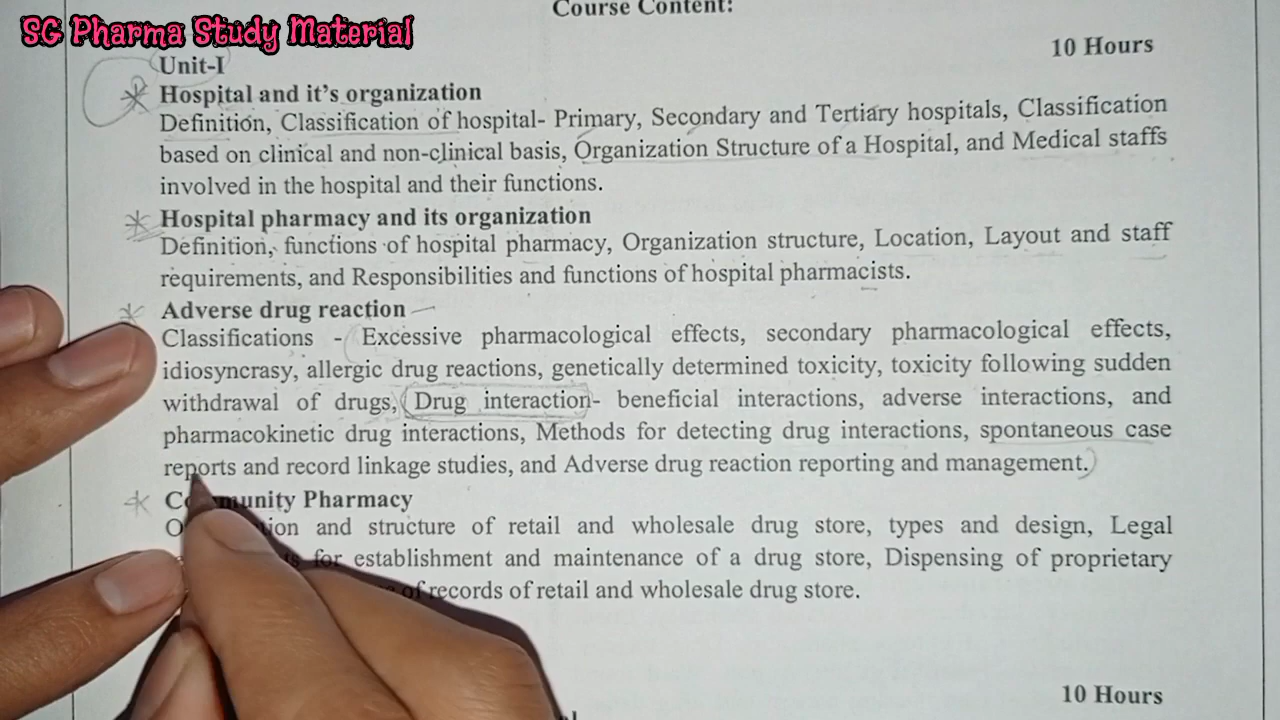 SG Pharma Study Material
Course Content:
10 Hours
Unit-I
Hospital and it's organization
Definition, Classification of hospital- Primary, Secondary and Tertiary hospitals, Classification
based on clinical and non-clinical basis, Organization Structure of a Hospital, and Medical staffs
involved in the hospital and their functions.
Hospital pharmacy and its organization
Definition, functions of hospital pharmacy, Organization structure, Location, Layout and staff
requirements, and Responsibilities and functions of hospital pharmacists.
Adverse drug reaction
Classifications - Excessive pharmacological effects, secondary pharmacological effects,
idiosyncrasy, allergic drug reactions, genetically determined toxicity, toxicity following sudden
withdrawal of drugs, Drug interaction- beneficial interactions, adverse interactions, and
pharmacokinetic drug interactions, Methods for detecting drug interactions, spontaneous case
reports and record linkage studies, and Adverse drug reaction reporting and management.
Pharmacy
and structure of retail and wholesale drug store, types and design, Legal
for establishment and maintenance of a drug store, Dispensing of proprietary
of records of retail and wholesale drug store.
10 Hours